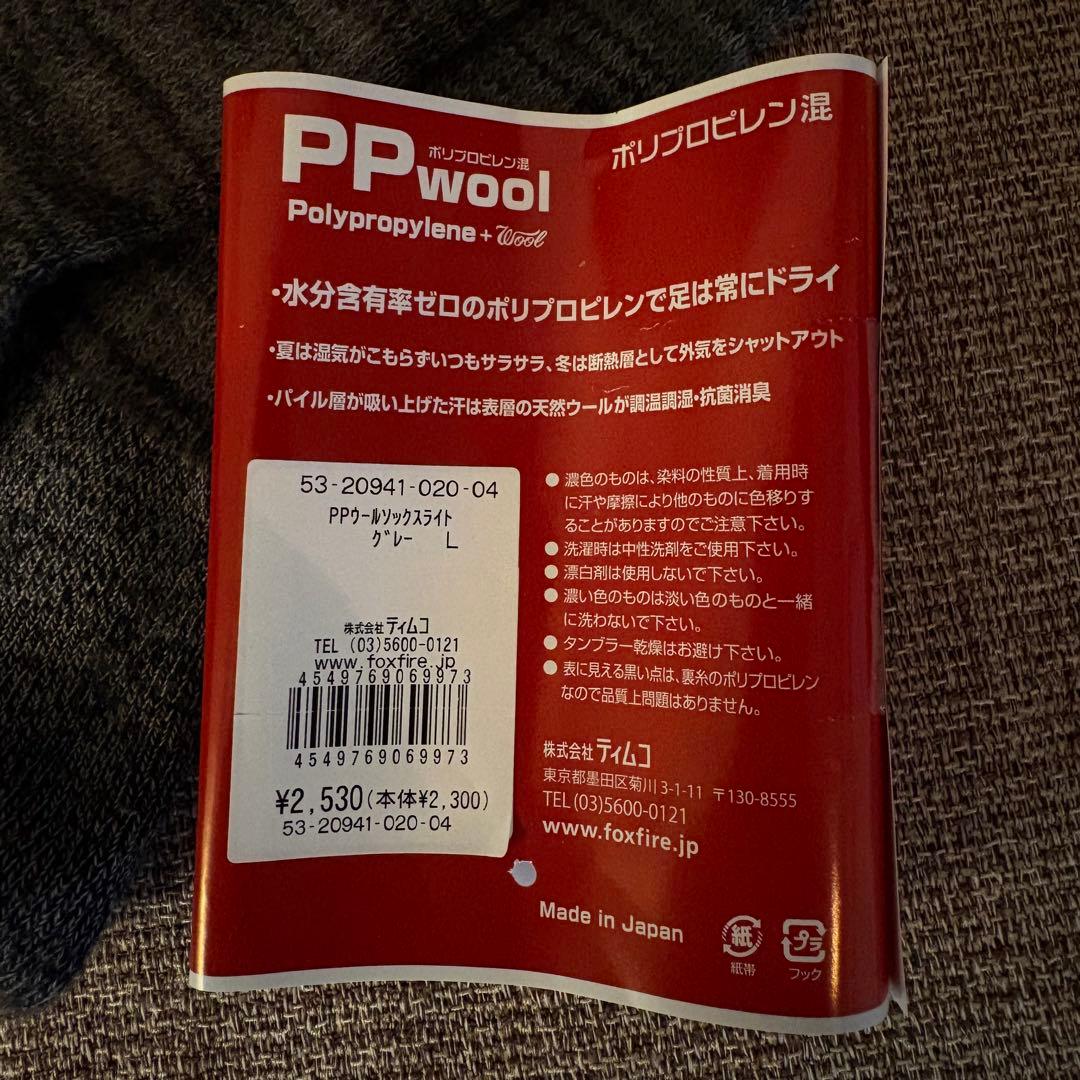 ポリプロピレン混
PPwool
ポリプロピレン混
Polypropylene+Wool
・水分含有率ゼロのポリプロピレンで足は常にドライ
・夏は湿気がこもらずいつもサラサラ、冬は断熱層として外気をシャットアウト
・パイル層が吸い上げた汗は表層の天然ウールが調温調湿・抗菌消臭
53-20941-020-04
PPウールソックスライト
グレー L
株式会社ティムコ
TEL (03)5600-0121
www.foxfire.jp
4549769069973
4549769069973
¥2,530(本体¥2,300)
53-20941-020-04
●濃色のものは、染料の性質上、着用時
に汗や摩擦により他のものに色移りす
ることがありますのでご注意下さい。
●洗濯時は中性洗剤をご使用下さい。
●漂白剤は使用しないで下さい。
●濃い色のものは淡い色のものと一緒
に洗わないで下さい。
●タンブラー乾燥はお避け下さい。
●表に見える黒い点は、裏糸のポリプロピレン
なので品質上問題はありません。
株式会社ティムコ
東京都墨田区菊川3-1-11 〒130-8555
TEL(03)5600-0121
www.foxfire.jp
Made in Japan
紙
紙帯
プラ
フック